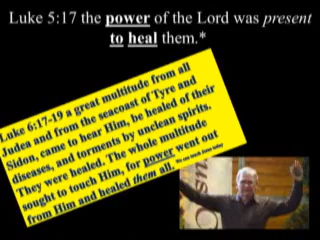 Luke 5:17 the power of the Lord was present
to heal them.*
Luke 6:17-19 a great multitude from all
Judea and from the seacoast of Tyre and
Sidon, came to hear Him, be healed of their
diseases, and torments by unclean spirits.
They were healed. The whole multitude
sought to touch Him, for power went out
from Him and healed them all.